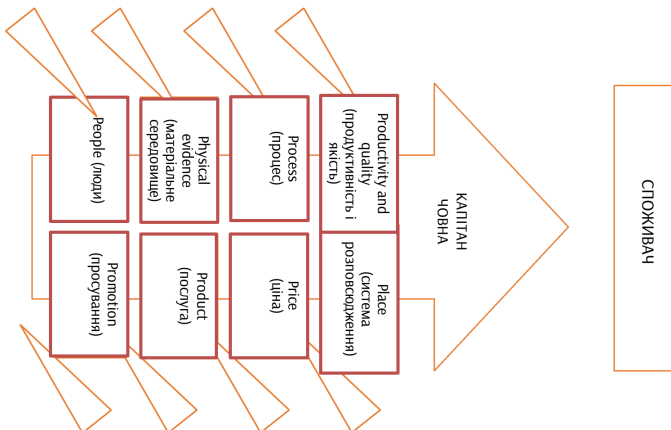 СПОЖИВАЧ
КАПІТАН
ЧОВНА
Productivity and
quality
(продуктивність і
якість)
Place
(система
розповсюдження)
Process
(процес)
Price
(ціна)
Physical
evidence
(матеріальне
середовище)
Product
(послуга)
People (люди)
Promotion
(просування)